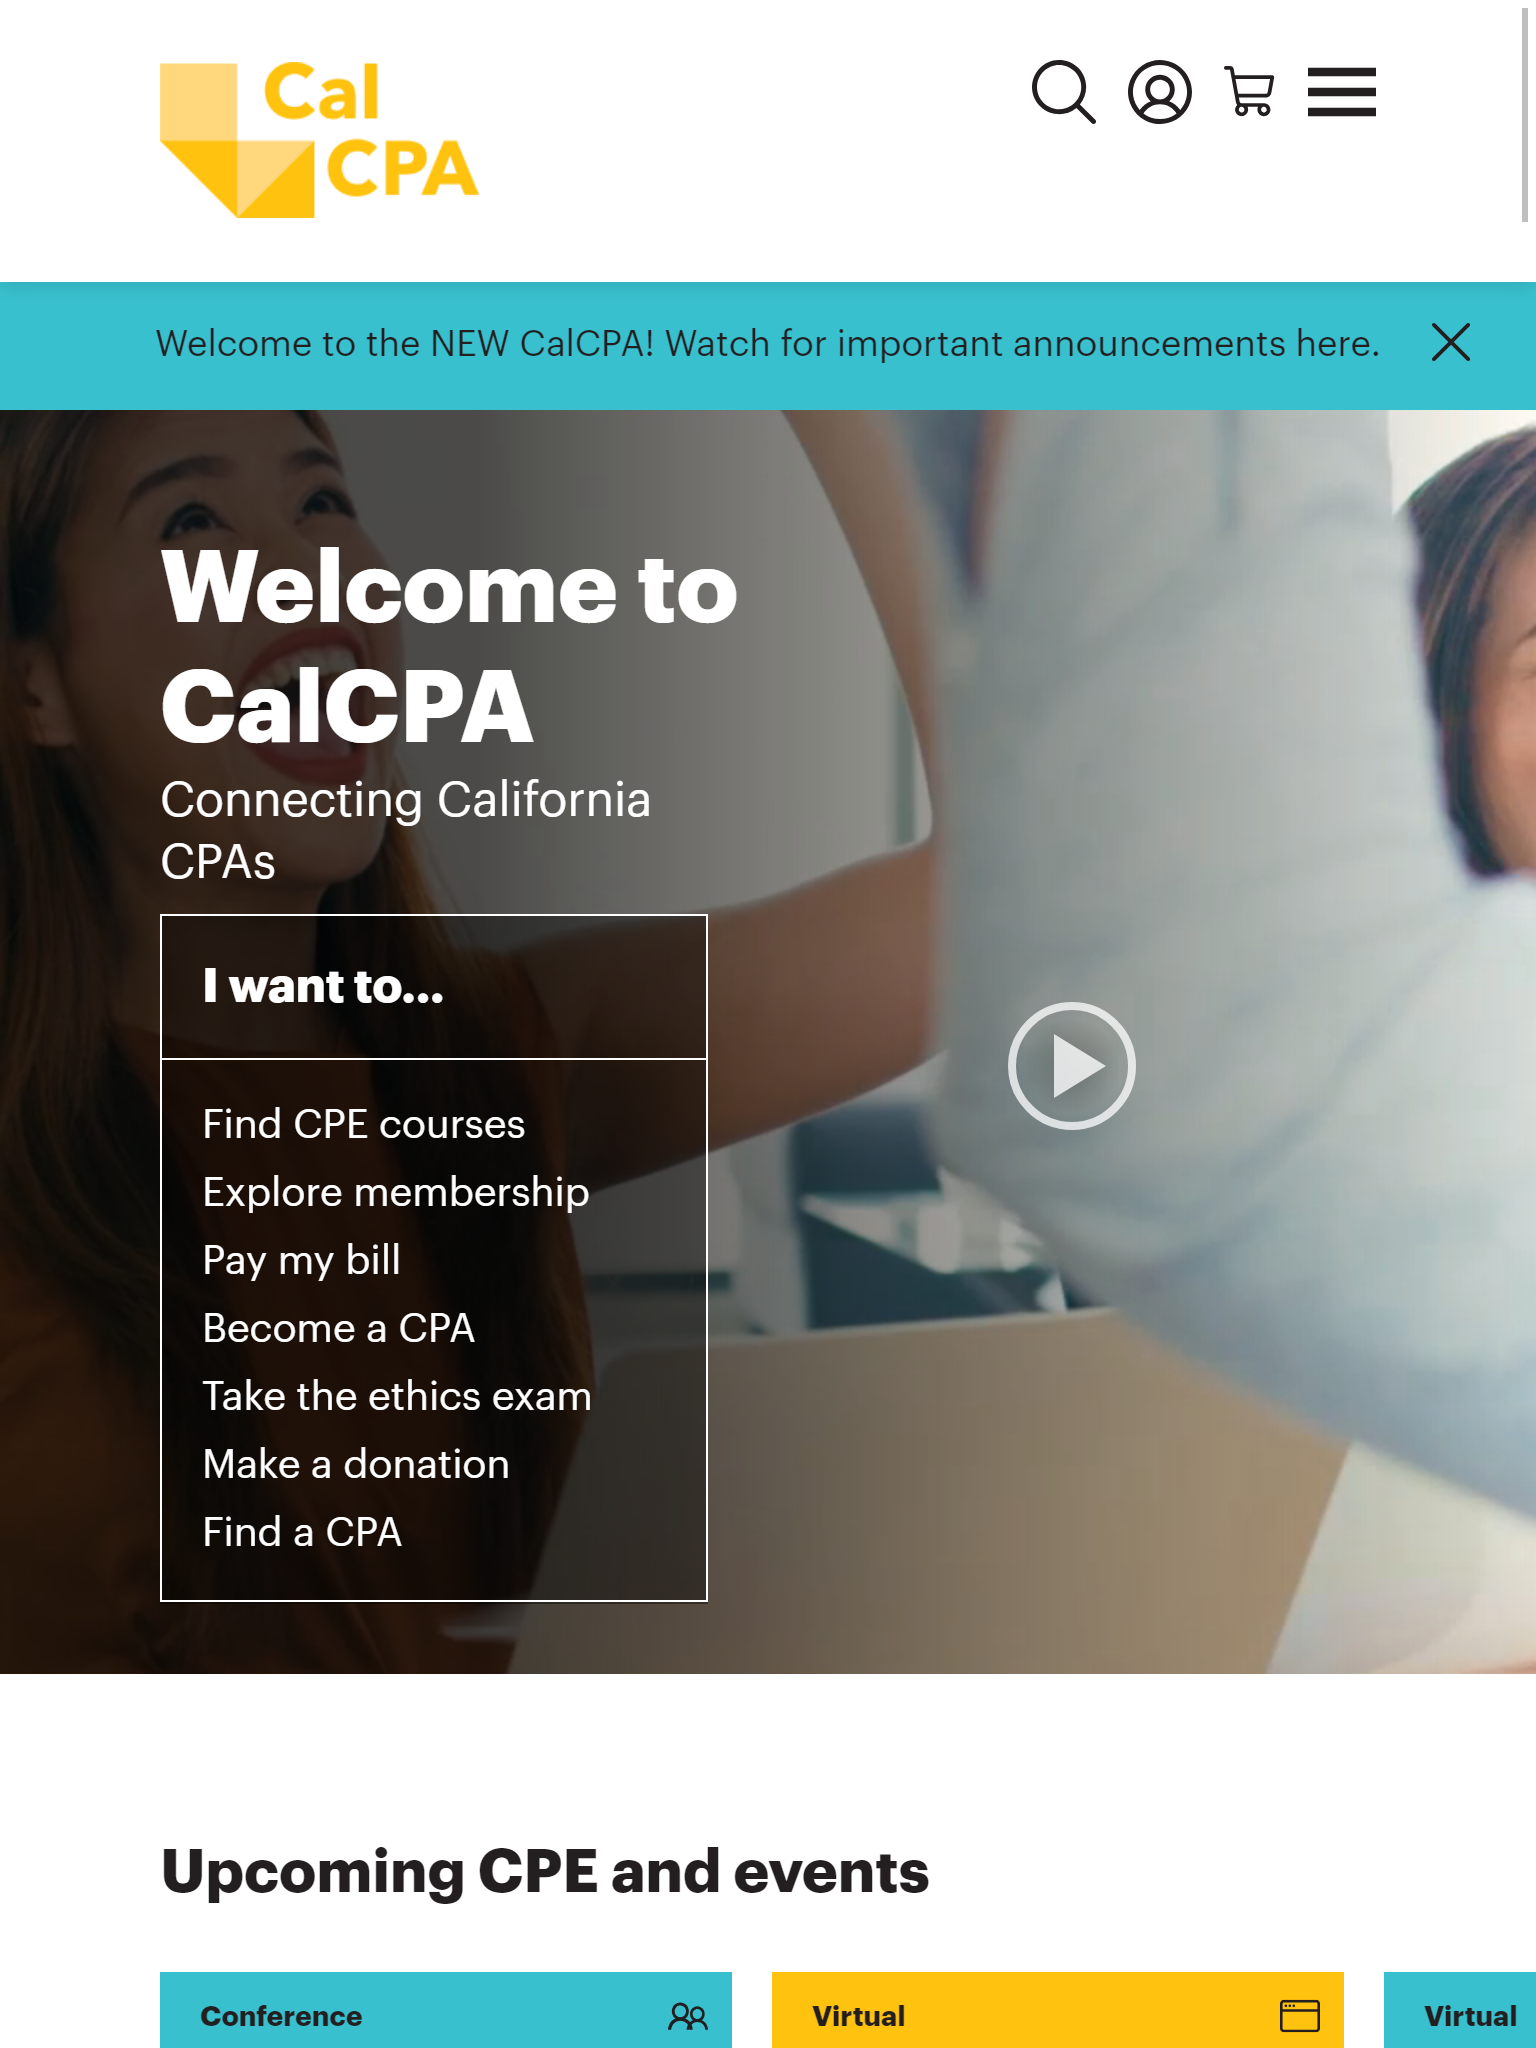 Cal
CPA
Welcome to the NEW CalCPA! Watch for important announcements here.
Welcome to
CalCPA
Connecting California
CPAs
I want to...
Find CPE courses
Explore membership
Pay my bill
Become a CPA
Take the ethics exam
Make a donation
Find a CPA
Upcoming CPE and events
Conference
Virtual
Virtual